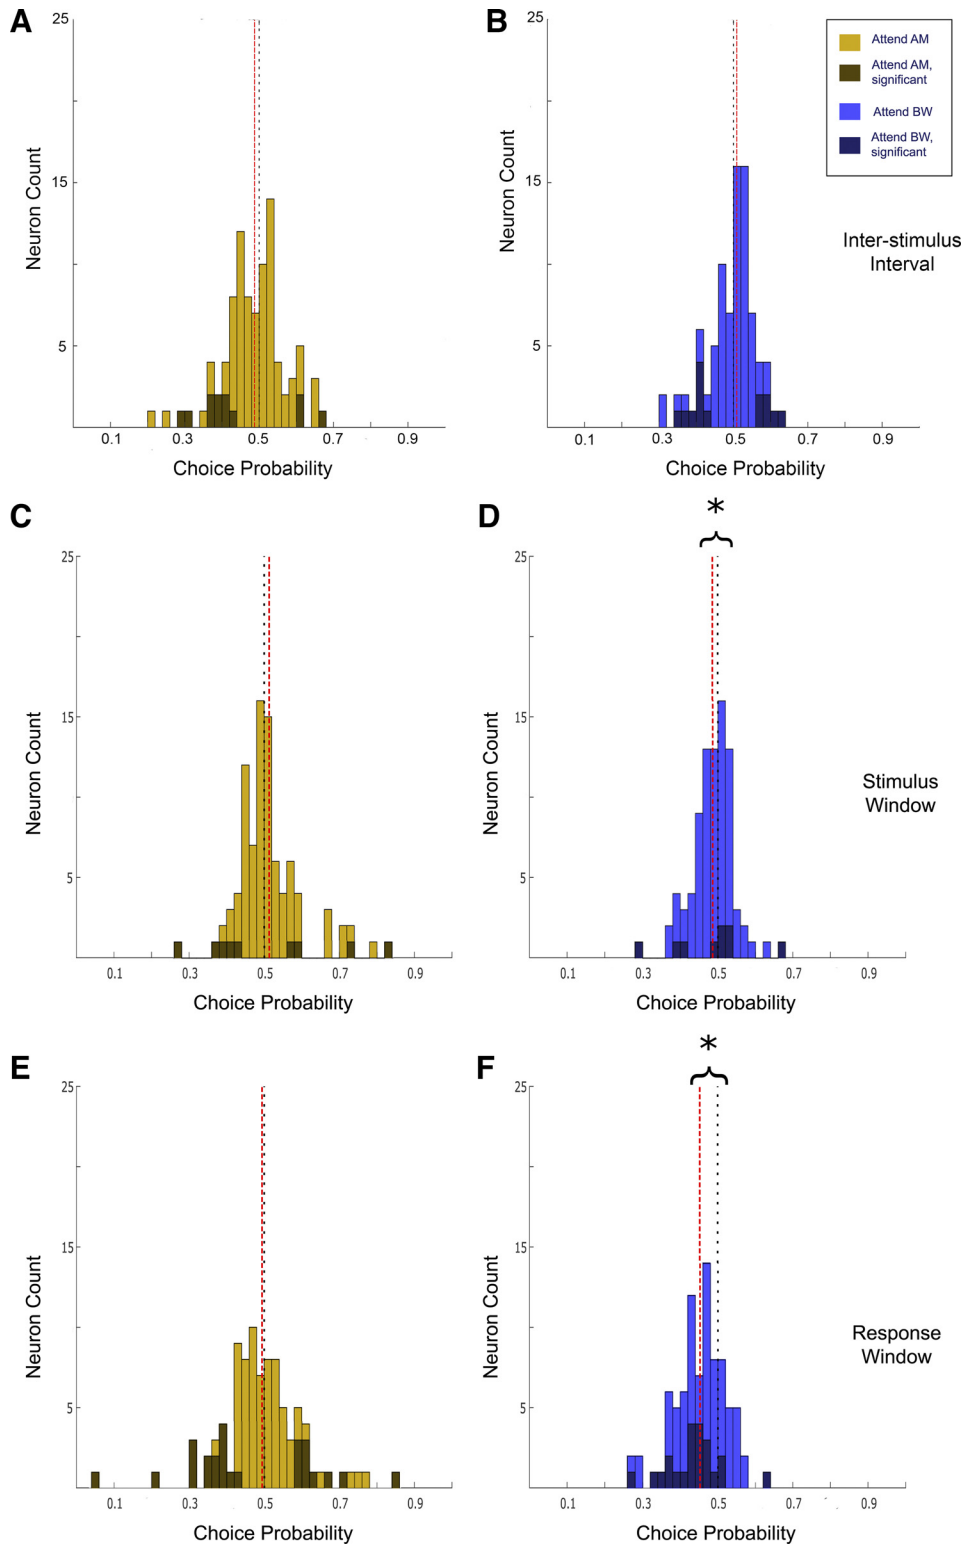 A
B
25
15
5
Neuron Count
0.1
0.3
0.5
0.7
0.9
Choice Probability
25
15
5
Neuron Count
0.1
0.3
0.5
0.7
0.9
Choice Probability
Attend AM
Attend AM,
significant
Attend BW
Attend BW,
significant
Inter-stimulus
Interval
C
D
*
25
15
5
Neuron Count
0.1
0.3
0.5
0.7
0.9
Choice Probability
25
15
5
Neuron Count
0.1
0.3
0.5
0.7
0.9
Choice Probability
Stimulus
Window
E
F
*
25
15
5
Neuron Count
0.1
0.3
0.5
0.7
0.9
Choice Probability
25
15
5
Neuron Count
0.1
0.3
0.5
0.7
0.9
Choice Probability
Response
Window